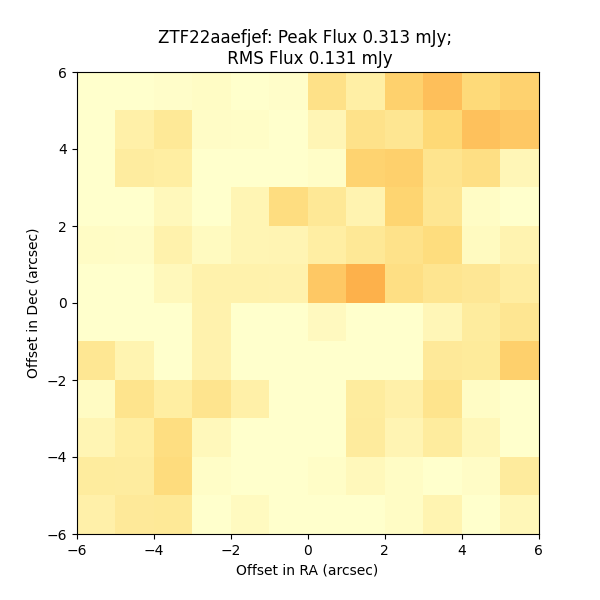 ZTF22aaefjef: Peak Flux 0.313 mJy;
RMS Flux 0.131 mJy
6
4
2
0
−2
−4
−6
Offset in Dec (arcsec)
−6 −4 −2 0 2 4 6
Offset in RA (arcsec)